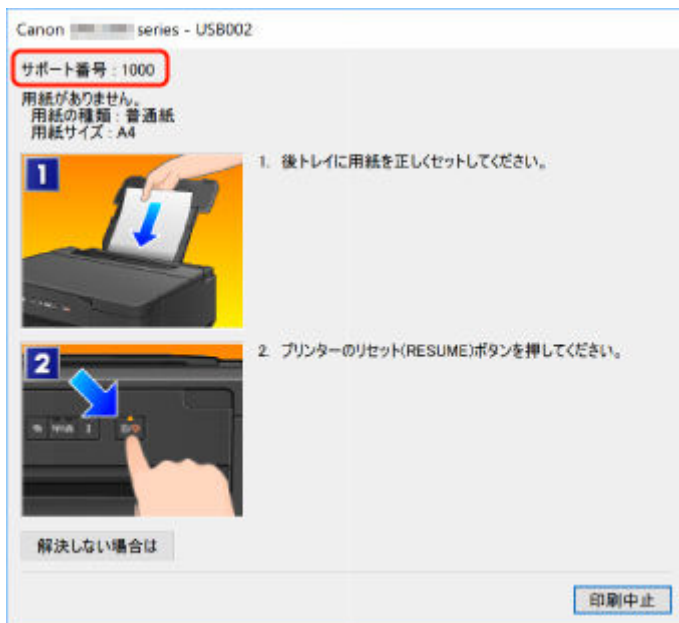 Canon series - USB002
サポート番号 : 1000
用紙がありません。
用紙の種類 : 普通紙
用紙サイズ : A4
1
1. 後トレイに用紙を正しくセットしてください。
2
2. プリンターのリセット(RESUME)ボタンを押してください。
解決しない場合は
印刷中止